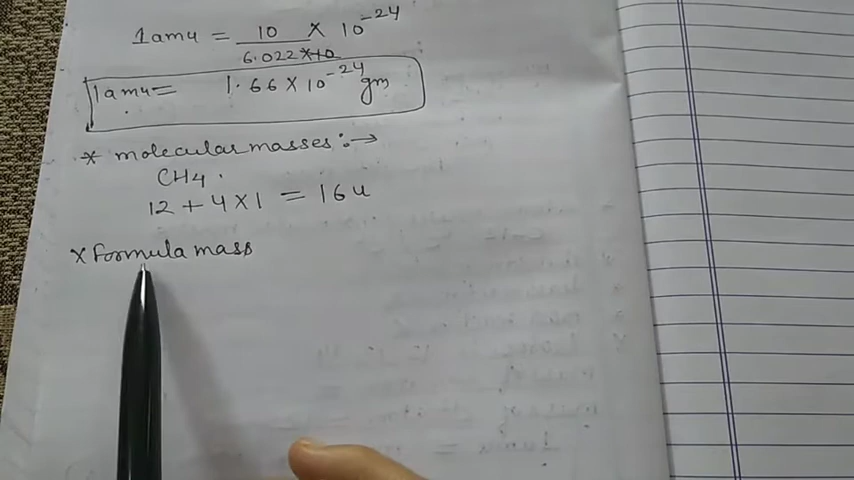 1amu = 10/6.022×10 × 10^-24
1amu = 1.66×10^-24 gm
* molecular masses :→
CH4.
12 + 4×1 = 16u
× Formula mass